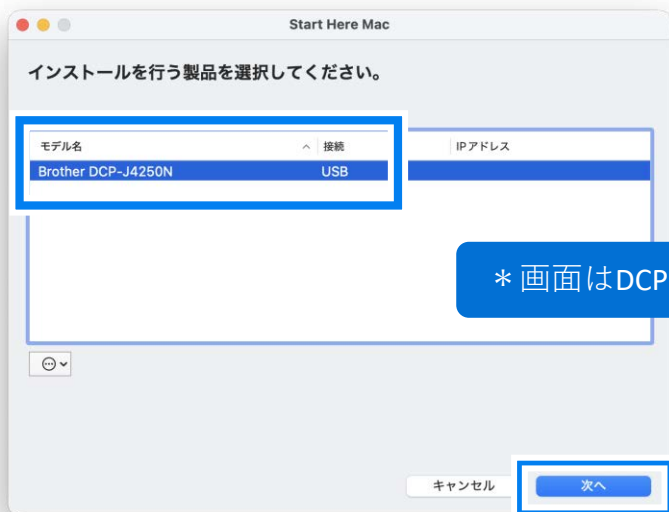 Start Here Mac
インストールを行う製品を選択してください。
モデル名 接続 IPアドレス
Brother DCP-J4250N USB
＊画面はDCP
キャンセル 次へ